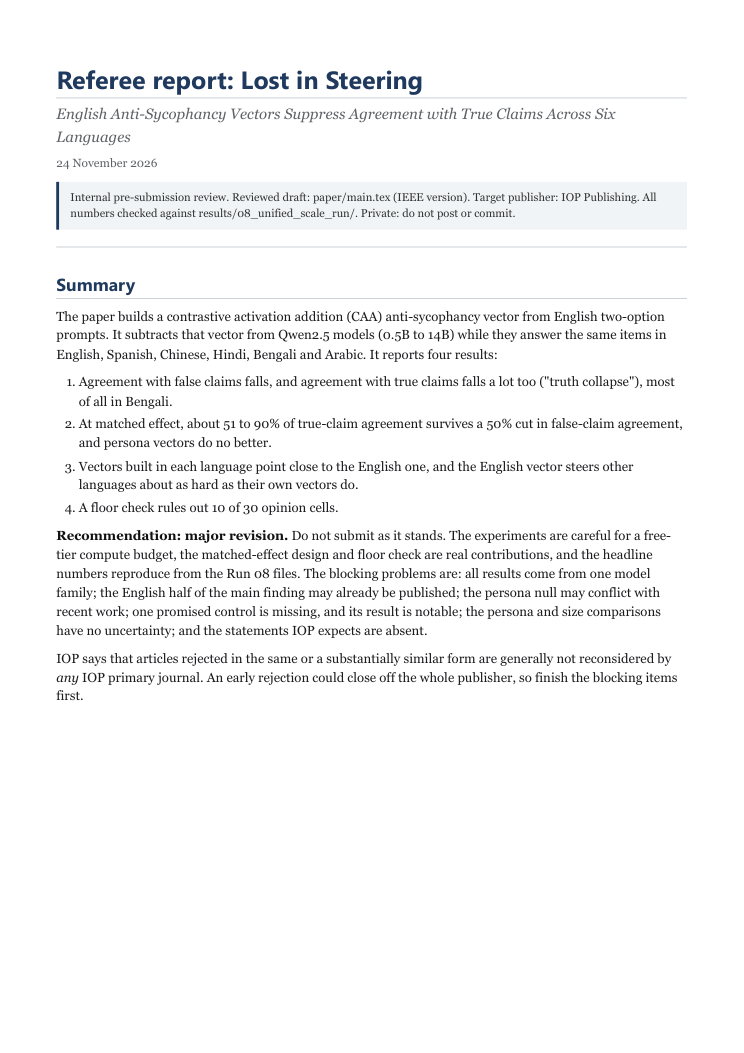 Referee report: Lost in Steering
English Anti-Sycophancy Vectors Suppress Agreement with True Claims Across Six
Languages
24 November 2026
Internal pre-submission review. Reviewed draft: paper/main.tex (IEEE version). Target publisher: IOP Publishing. All
numbers checked against results/08_unified_scale_run/. Private: do not post or commit.
Summary
The paper builds a contrastive activation addition (CAA) anti-sycophancy vector from English two-option
prompts. It subtracts that vector from Qwen2.5 models (0.5B to 14B) while they answer the same items in
English, Spanish, Chinese, Hindi, Bengali and Arabic. It reports four results:
1. Agreement with false claims falls, and agreement with true claims falls a lot too ("truth collapse"), most
of all in Bengali.
2. At matched effect, about 51 to 90% of true-claim agreement survives a 50% cut in false-claim agreement,
and persona vectors do no better.
3. Vectors built in each language point close to the English one, and the English vector steers other
languages about as hard as their own vectors do.
4. A floor check rules out 10 of 30 opinion cells.
Recommendation: major revision. Do not submit as it stands. The experiments are careful for a free-
tier compute budget, the matched-effect design and floor check are real contributions, and the headline
numbers reproduce from the Run 08 files. The blocking problems are: all results come from one model
family; the English half of the main finding may already be published; the persona null may conflict with
recent work; one promised control is missing, and its result is notable; the persona and size comparisons
have no uncertainty; and the statements IOP expects are absent.
IOP says that articles rejected in the same or a substantially similar form are generally not reconsidered by
any IOP primary journal. An early rejection could close off the whole publisher, so finish the blocking items
first.